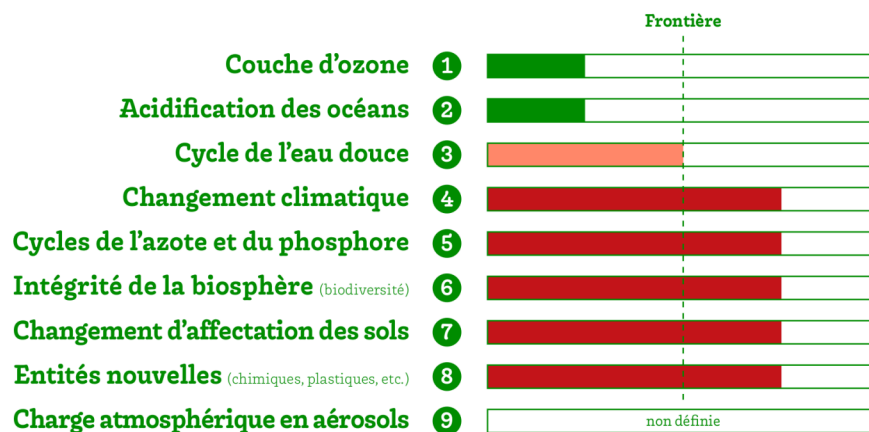 Frontière
Couche d'ozone 1
Acidification des océans 2
Cycle de l'eau douce 3
Changement climatique 4
Cycles de l'azote et du phosphore 5
Intégrité de la biosphère (biodiversité) 6
Changement d'affectation des sols 7
Entités nouvelles (chimiques, plastiques, etc.) 8
Charge atmosphérique en aérosols 9 non définie